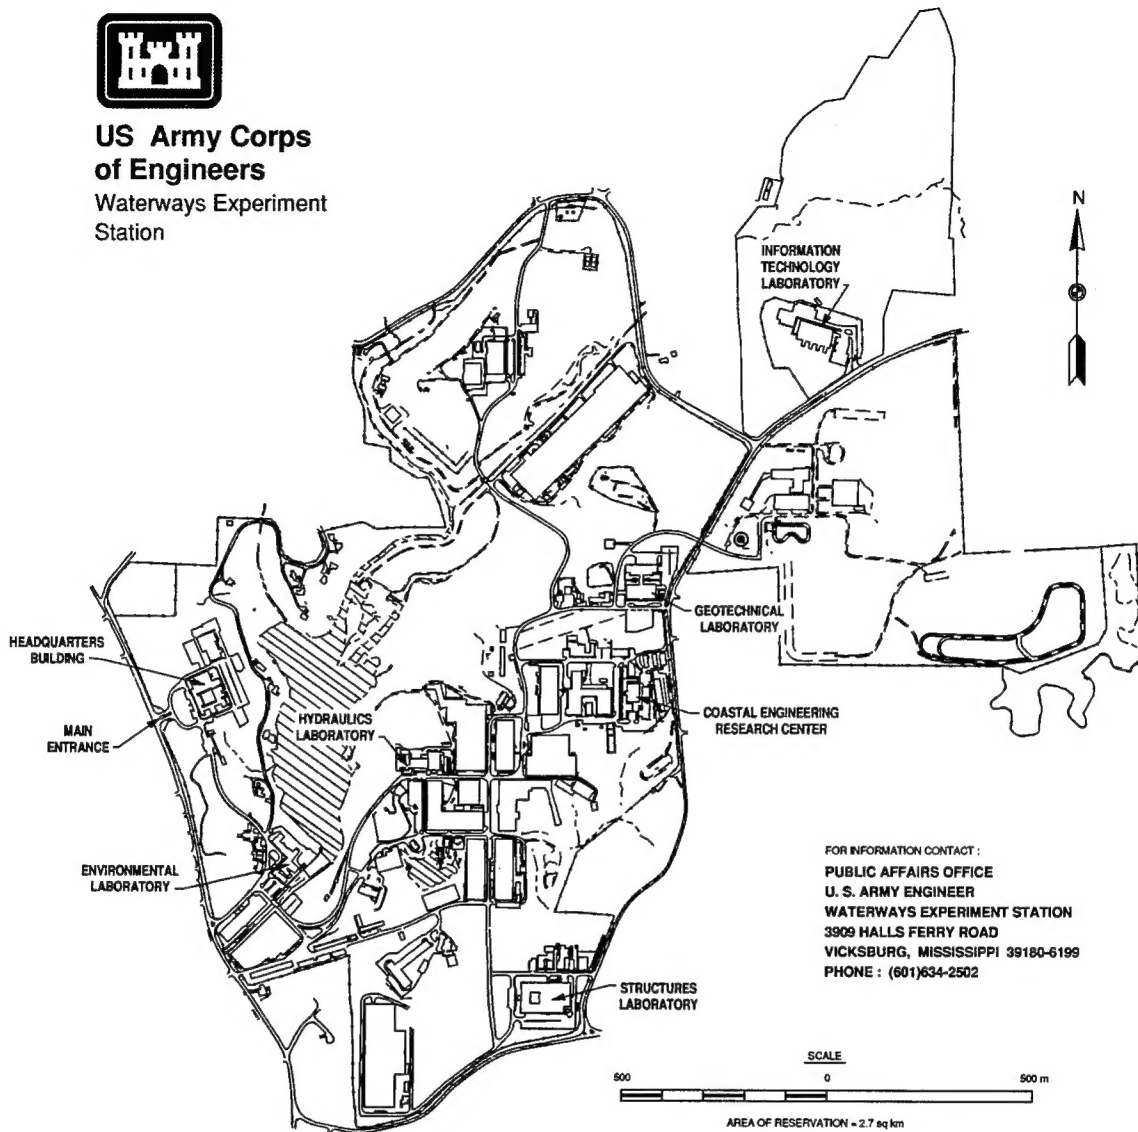 US Army Corps
of Engineers
Waterways Experiment
Station
N
INFORMATION
TECHNOLOGY
LABORATORY
GEOTECHNICAL
LABORATORY
HEADQUARTERS
BUILDING
MAIN
ENTRANCE
HYDRAULICS
LABORATORY
COASTAL ENGINEERING
RESEARCH CENTER
ENVIRONMENTAL
LABORATORY
STRUCTURES
LABORATORY
FOR INFORMATION CONTACT :
PUBLIC AFFAIRS OFFICE
U. S. ARMY ENGINEER
WATERWAYS EXPERIMENT STATION
3909 HALLS FERRY ROAD
VICKSBURG, MISSISSIPPI 39180-6199
PHONE : (601)634-2502
SCALE
500 0 500 m
AREA OF RESERVATION = 2.7 sq km